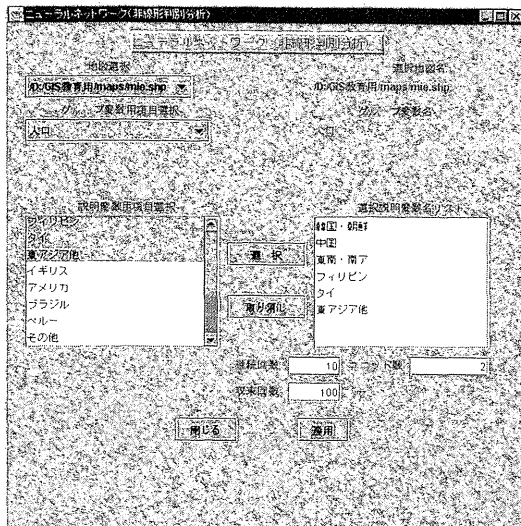 ニューラルネットワーク(非線形判別分析)
ニューラルネットワーク(非線形判別分析)
地図選択
選択地図名
/D:/GIS教育用/maps/mie.shp
/D:/GIS教育用/maps/mie.shp
グループ変数用項目選択
グループ変数名
人口
人口
説明変数用項目選択
選択説明変数名リスト
フィリピン
タイ
東アジア他
イギリス
アメリカ
ブラジル
ペルー
その他
選 択
取り消し
韓国・朝鮮
中国
東南・南ア
フィリピン
タイ
東アジア他
継続回数 10 ユニット数 2
収束回数 100
閉じる 適用